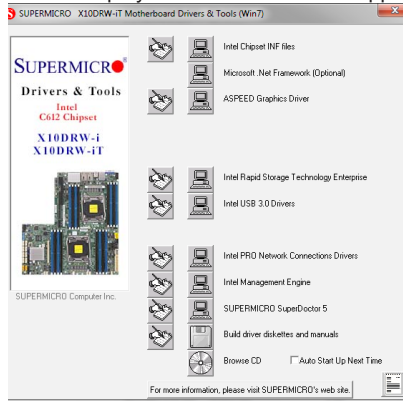 SUPERMICRO X10DRW-iT Motherboard Drivers & Tools (Win7)
SUPERMICRO
Drivers & Tools
Intel
C612 Chipset
X10DRW-i
X10DRW-iT
SUPERMICRO Computer Inc.
Intel Chipset INF files
Microsoft .Net Framework (Optional)
ASPEED Graphics Driver
Intel Rapid Storage Technology Enterprise
Intel USB 3.0 Drivers
Intel PRO Network Connections Drivers
Intel Management Engine
SUPERMICRO SuperDoctor 5
Build driver diskettes and manuals
Browse CD Auto Start Up Next Time
For more information, please visit SUPERMICRO's web site.